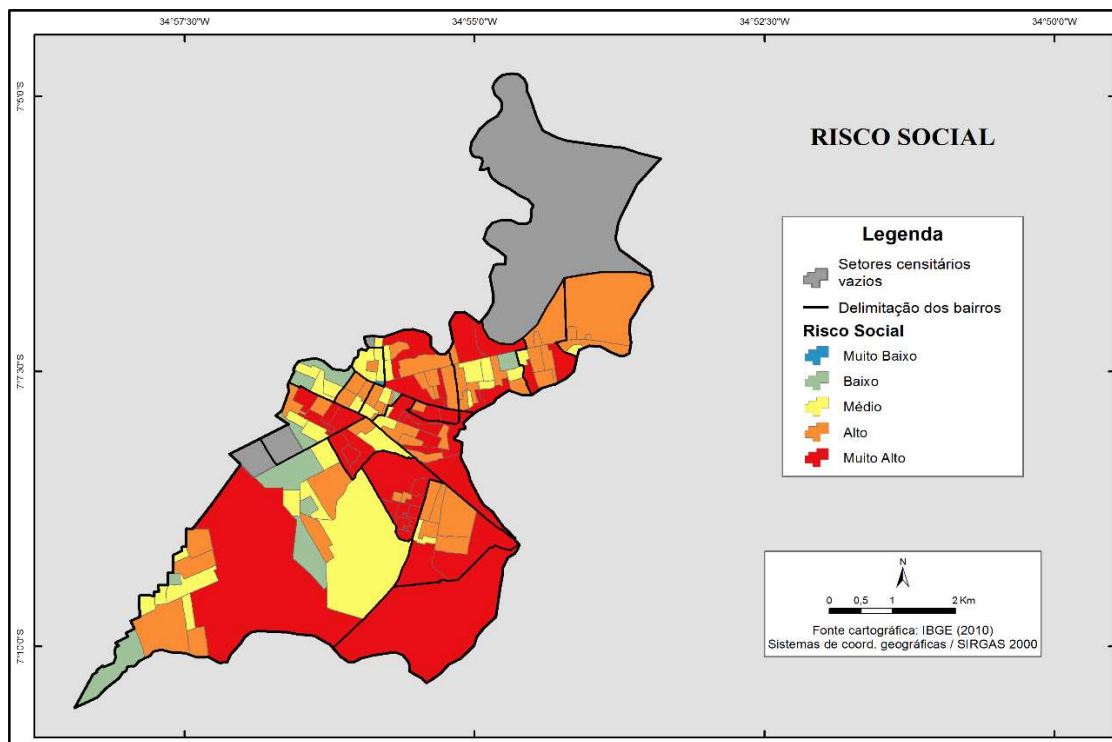 34°57'30"W
34°55'0"W
34°52'30"W
34°50'0"W
7°5'0"S
7°7'30"S
7°10'0"S
RISCO SOCIAL
Legenda
Setores censitários
vazios
Delimitação dos bairros
Risco Social
Muito Baixo
Baixo
Médio
Alto
Muito Alto
N
0 0,5 1 2 Km
Fonte cartográfica: IBGE (2010)
Sistemas de coord. geográficas / SIRGAS 2000